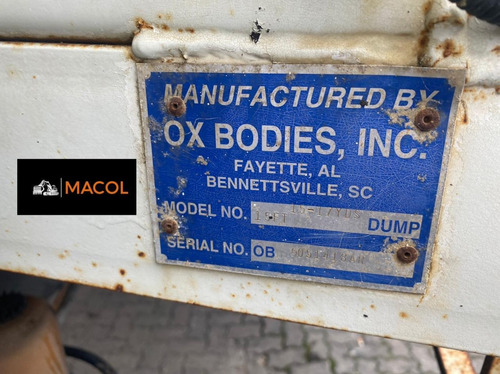 MANUFACTURED BY
OX BODIES, INC.
FAYETTE, AL
BENNETTSVILLE, SC
MODEL NO. DUMP
SERIAL NO. OB
MACOL